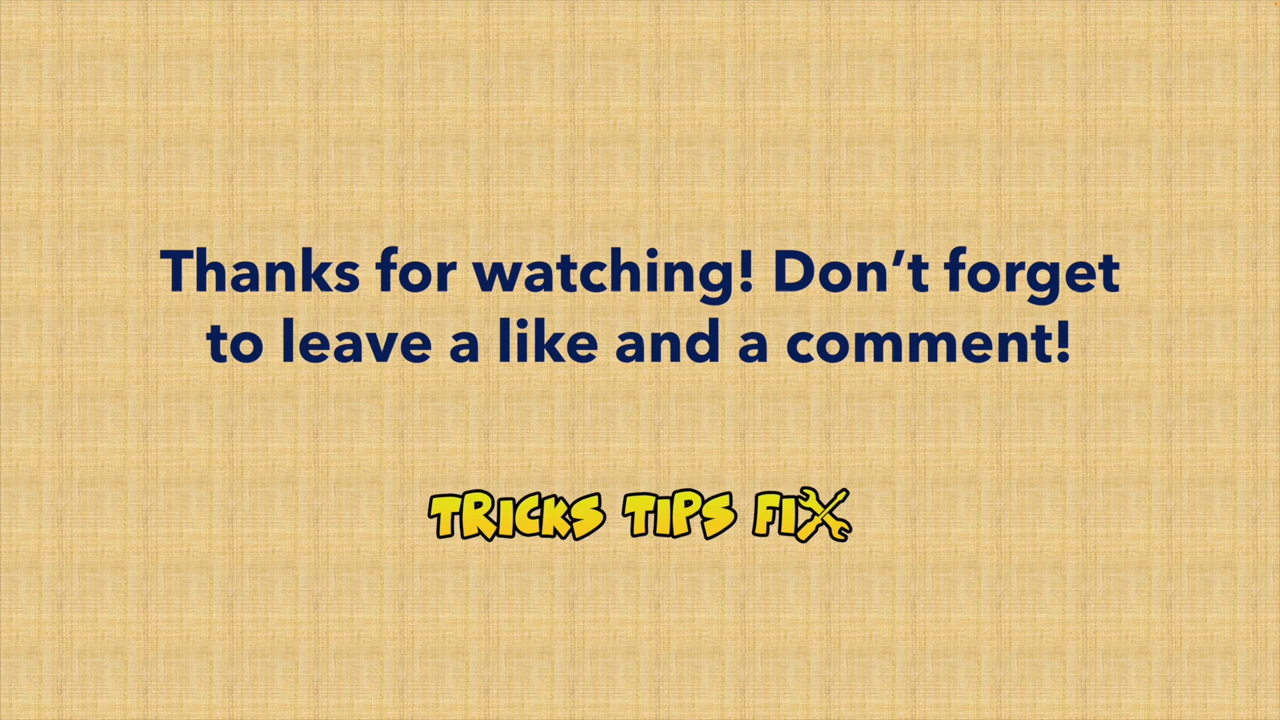 Thanks for watching! Don’t forget
to leave a like and a comment!
TRICKS TIPS FIX